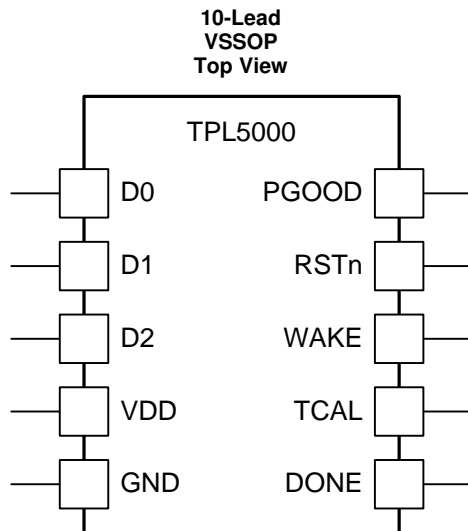 10-Lead
VSSOP
Top View
TPL5000
D0 PGOOD
D1 RSTn
D2 WAKE
VDD TCAL
GND DONE